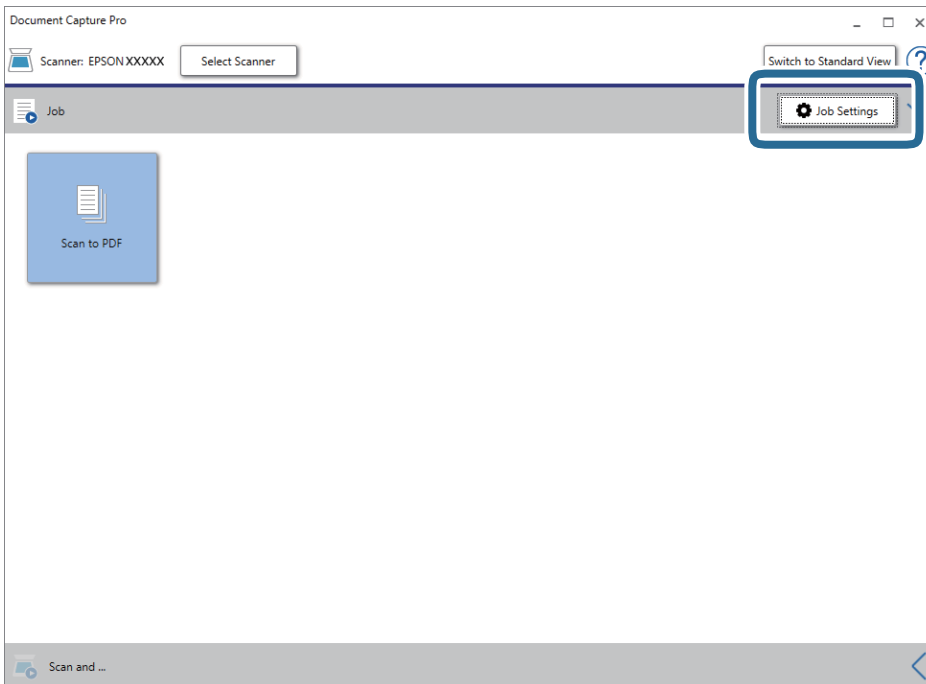 Document Capture Pro
Scanner: EPSON XXXXX
Select Scanner
Switch to Standard View
?
Job
Job Settings
Scan to PDF
Scan and ...